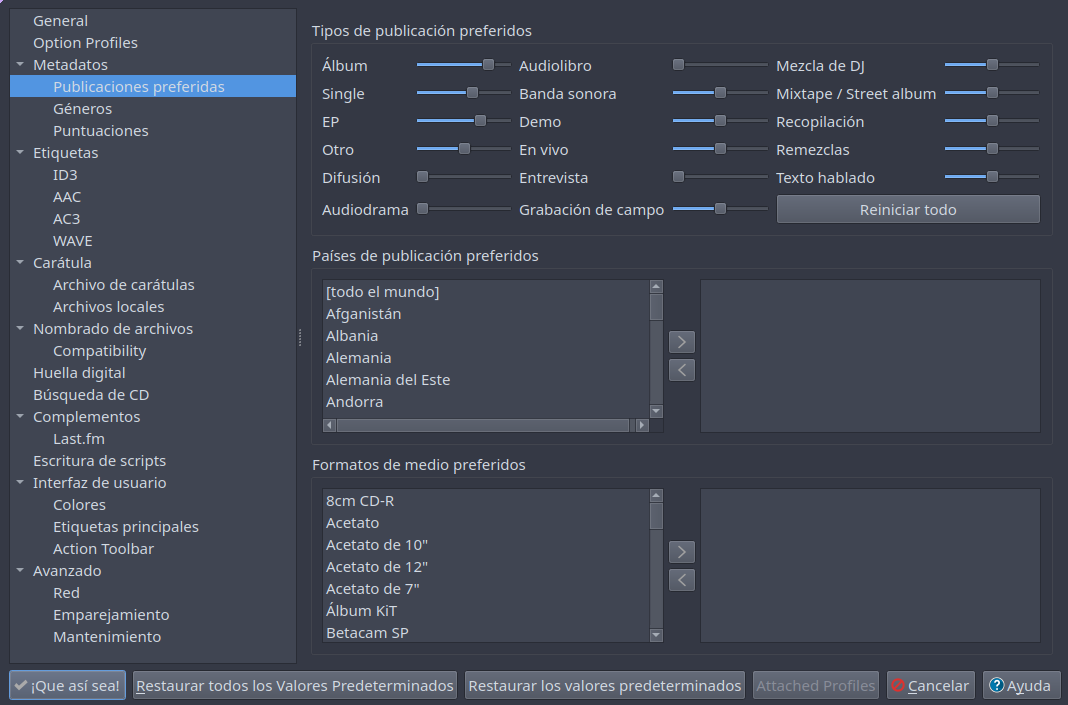 General
Option Profiles
Metadatos
Publicaciones preferidas
Géneros
Puntuaciones
Etiquetas
ID3
AAC
AC3
WAVE
Carátula
Archivo de carátulas
Archivos locales
Nombrado de archivos
Compatibility
Huella digital
Búsqueda de CD
Complementos
Last.fm
Escritura de scripts
Interfaz de usuario
Colores
Etiquetas principales
Action Toolbar
Avanzado
Red
Emparejamiento
Mantenimiento
Tipos de publicación preferidos
Álbum Audiolibro Mezcla de DJ
Single Banda sonora Mixtape / Street album
EP Demo Recopilación
Otro En vivo Remezclas
Difusión Entrevista Texto hablado
Audiodrama Grabación de campo Reiniciar todo
Países de publicación preferidos
[todo el mundo]
Afganistán
Albania
Alemania
Alemania del Este
Andorra
Formatos de medio preferidos
8cm CD-R
Acetato
Acetato de 10"
Acetato de 12"
Acetato de 7"
Álbum KiT
Betacam SP
¡Que así sea! Restaurar todos los Valores Predeterminados Restaurar los valores predeterminados Attached Profiles Cancelar Ayuda